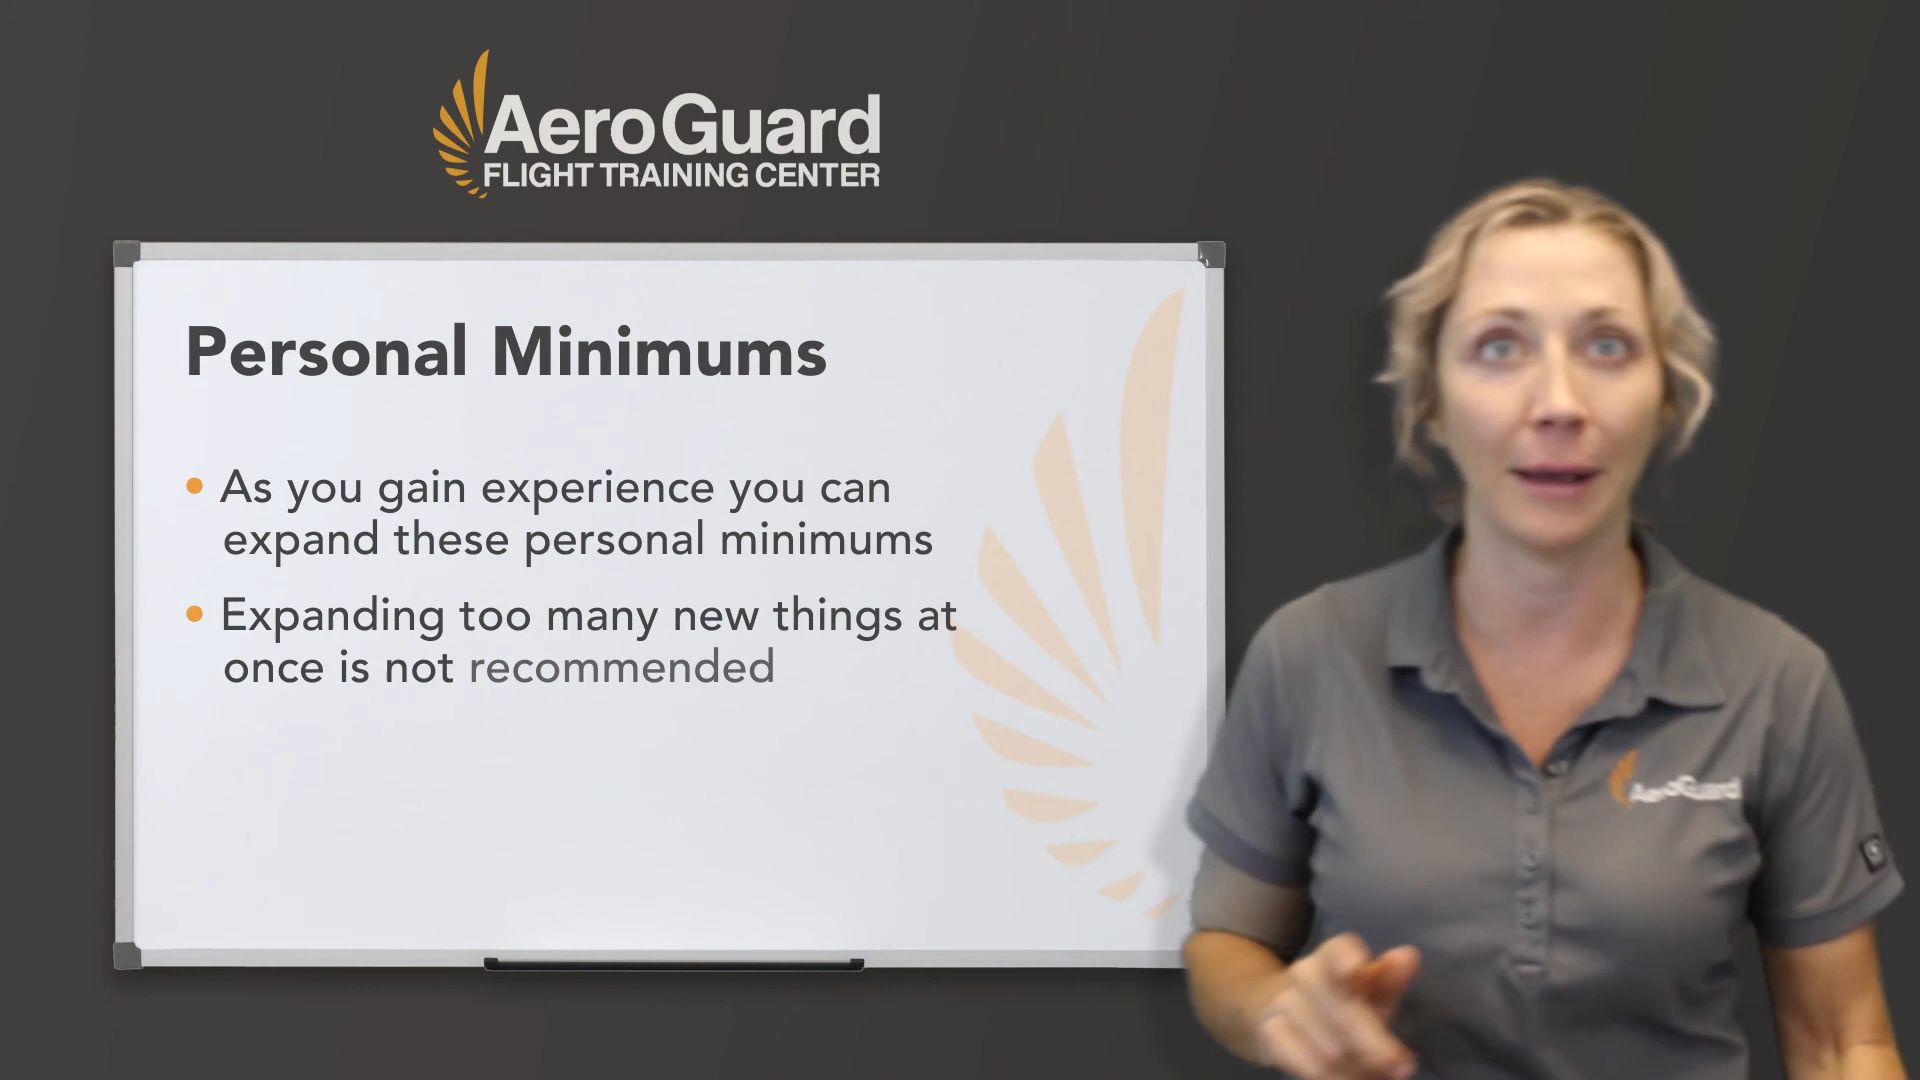 AeroGuard
FLIGHT TRAINING CENTER
Personal Minimums
• As you gain experience you can
expand these personal minimums
• Expanding too many new things at
once is not recommended
AeroGuard